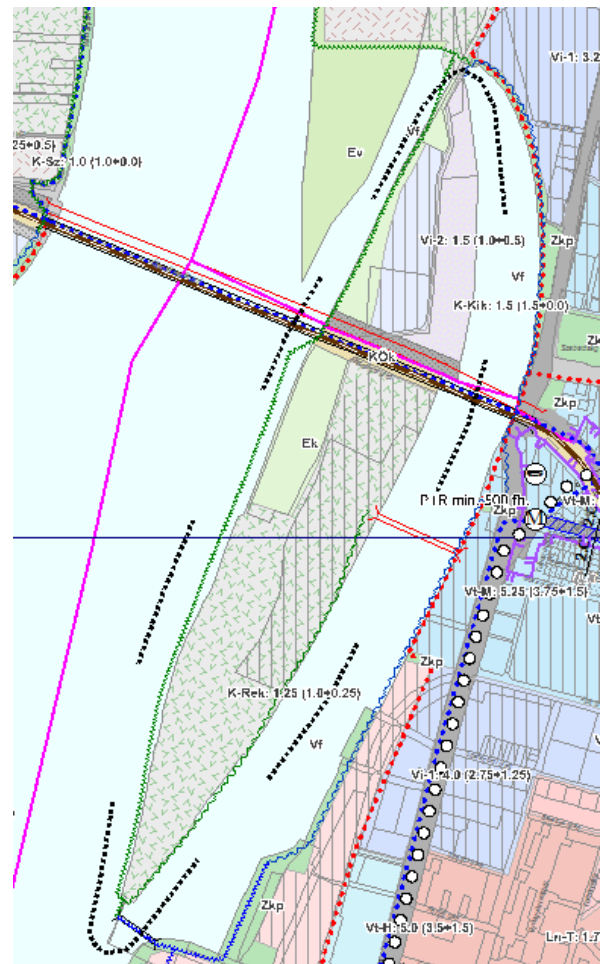 Vi-1: 3.2
25+0.5}
K-Sz: 1.0 {1.0+0.0}
Vf
Ev
Vi-2: 1.5 {1.0+0.5}
Zkp
Vf
K-Kik: 1.5 {1.5+0.0}
KÖk
Zkp
Ek
P+R min. 500 fh.
Vt-M:
Zkp
M
Vt-M: 5.25 {3.75+1.5}
Vt
Zkp
K-Rek: 1.25 {1.0+0.25}
Vf
Vi-1: 4.0 {2.75+1.25}
Zkp
Vt-H: 5.0 {3.5+1.5}
Ln-T: 1.7